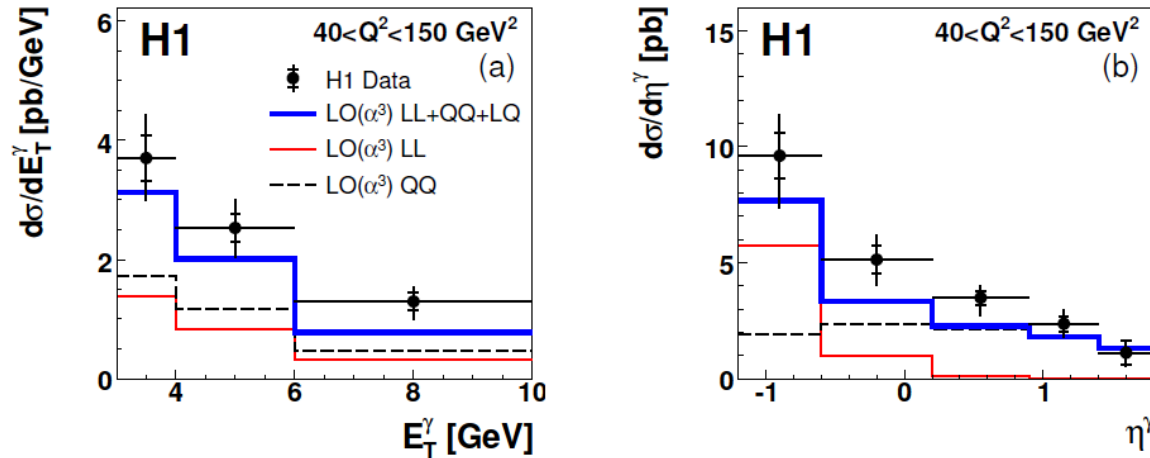 H1
40<Q²<150 GeV²
(a)
H1 Data
LO(α³) LL+QQ+LQ
LO(α³) LL
LO(α³) QQ
dσ/dE_T^γ [pb/GeV]
6
4
2
0
4 6 8 10
E_T^γ [GeV]
H1
40<Q²<150 GeV²
(b)
dσ/dη^γ [pb]
15
10
5
0
-1 0 1
η^γ